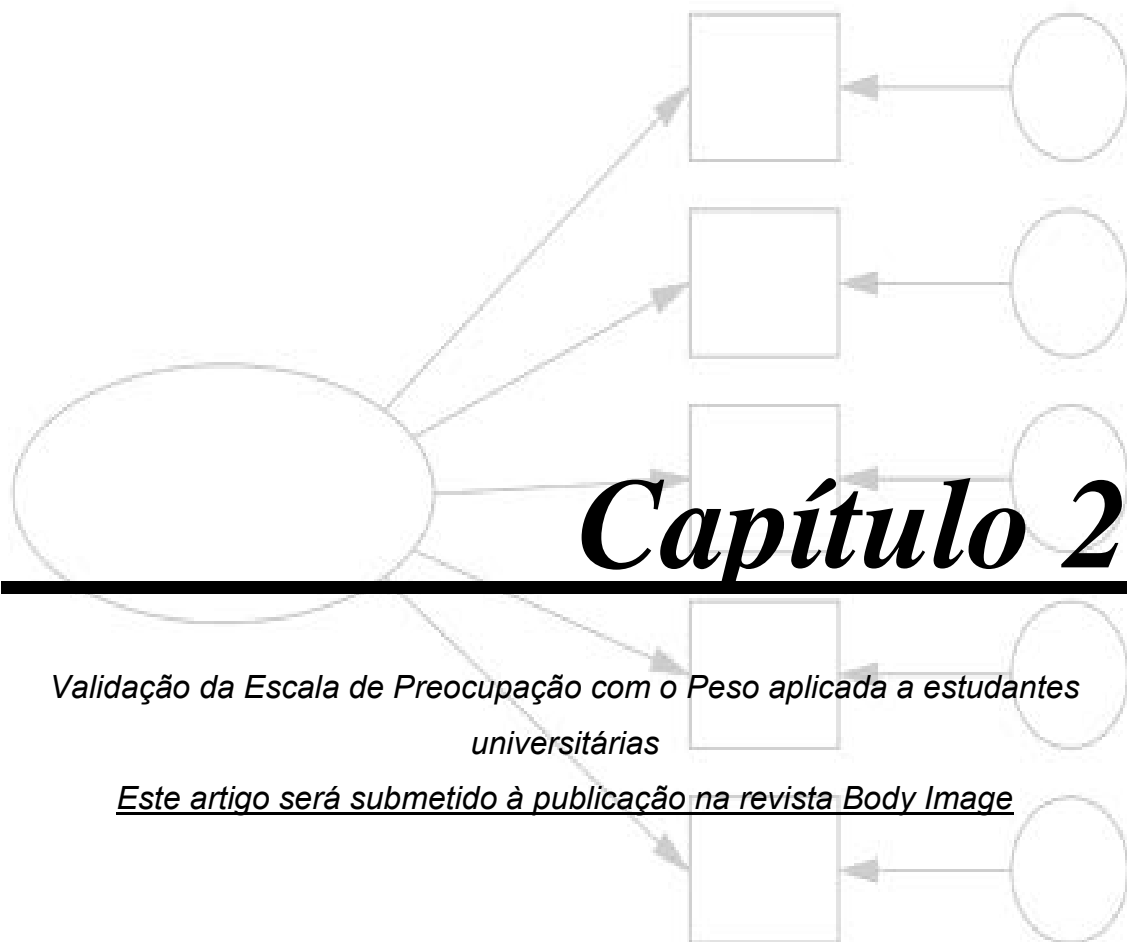 Capítulo 2
Validação da Escala de Preocupação com o Peso aplicada a estudantes
universitárias
Este artigo será submetido à publicação na revista Body Image